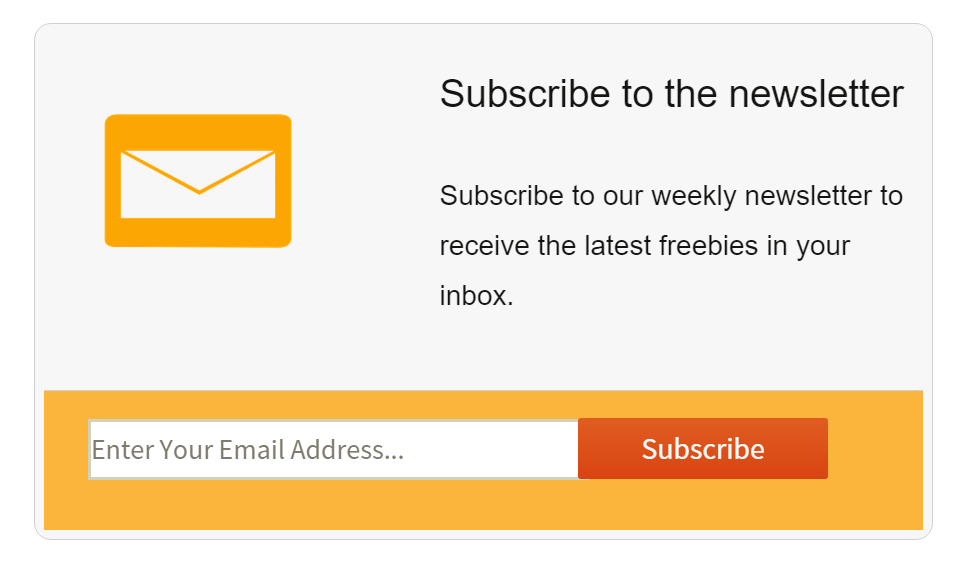 Subscribe to the newsletter
Subscribe to our weekly newsletter to
receive the latest freebies in your
inbox.
Enter Your Email Address...
Subscribe